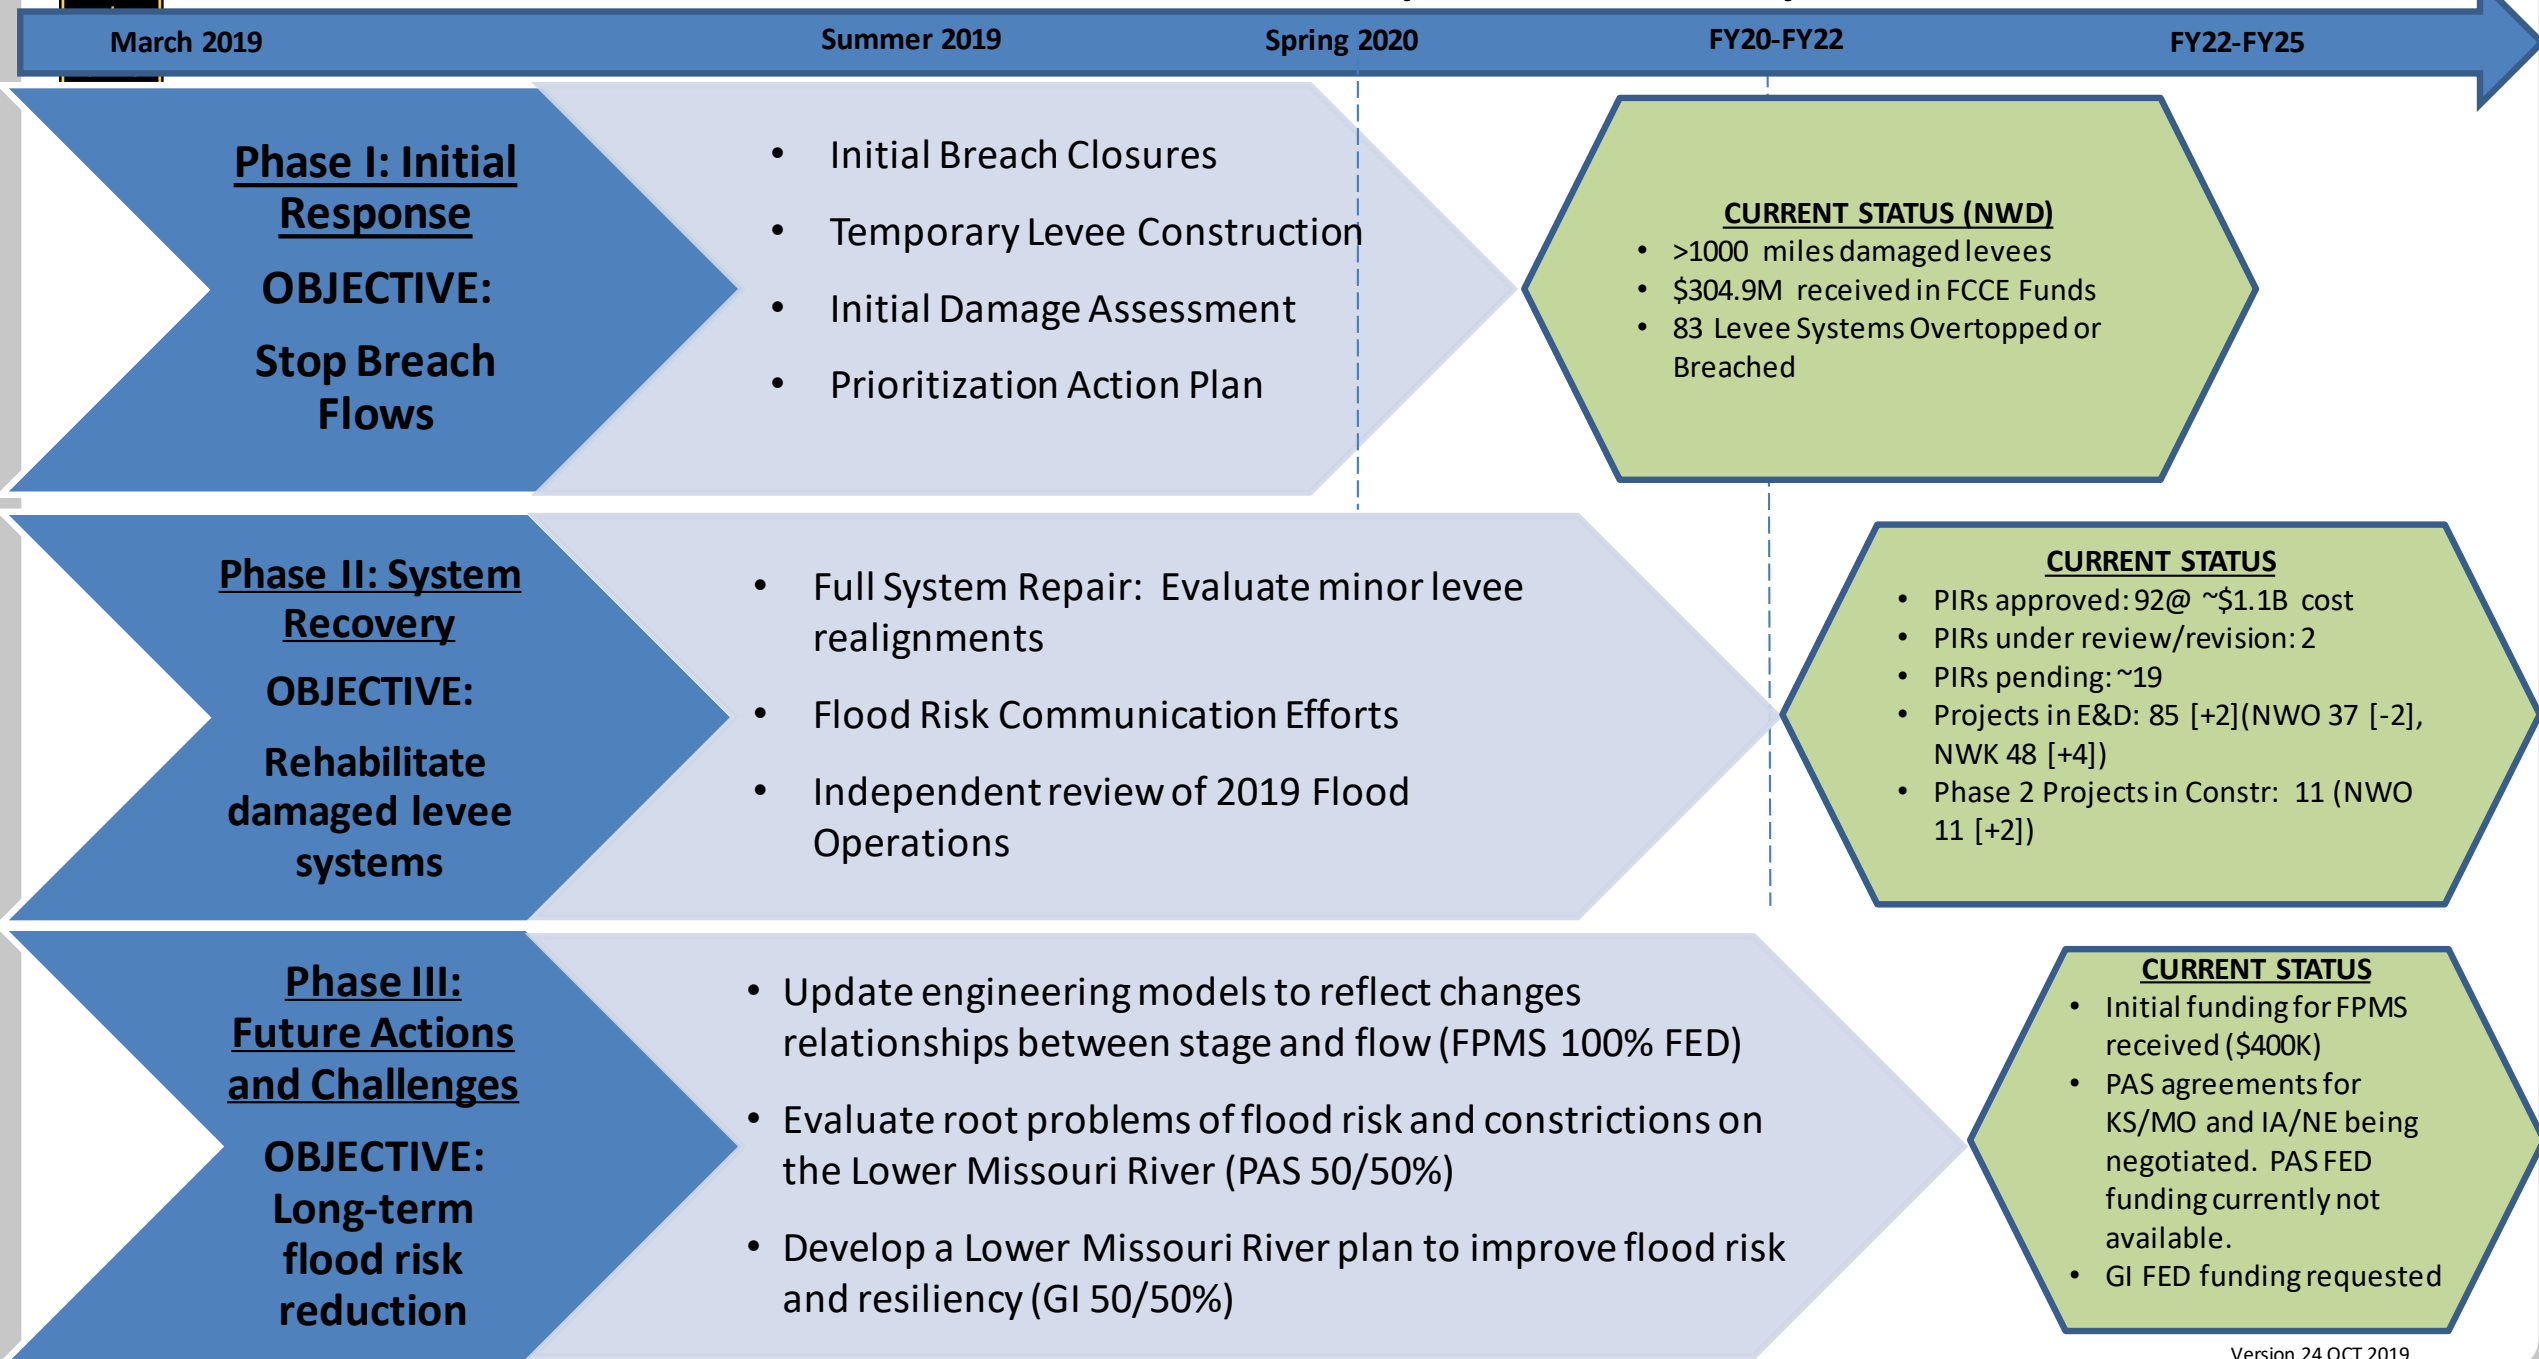 March 2019
Summer 2019
Spring 2020
FY20-FY22
FY22-FY25
Phase I: Initial
Response
OBJECTIVE:
Stop Breach
Flows
• Initial Breach Closures
• Temporary Levee Construction
• Initial Damage Assessment
• Prioritization Action Plan
CURRENT STATUS (NWD)
• >1000 miles damaged levees
• $304.9M received in FCCE Funds
• 83 Levee Systems Overtopped or
Breached
Phase II: System
Recovery
OBJECTIVE:
Rehabilitate
damaged levee
systems
• Full System Repair: Evaluate minor levee
realignments
• Flood Risk Communication Efforts
• Independent review of 2019 Flood
Operations
CURRENT STATUS
• PIRs approved: 92@ ~$1.1B cost
• PIRs under review/revision: 2
• PIRs pending: ~19
• Projects in E&D: 85 [+2](NWO 37 [-2],
NWK 48 [+4])
• Phase 2 Projects in Constr: 11 (NWO
11 [+2])
Phase III:
Future Actions
and Challenges
OBJECTIVE:
Long-term
flood risk
reduction
• Update engineering models to reflect changes
relationships between stage and flow (FPMS 100% FED)
• Evaluate root problems of flood risk and constrictions on
the Lower Missouri River (PAS 50/50%)
• Develop a Lower Missouri River plan to improve flood risk
and resiliency (GI 50/50%)
CURRENT STATUS
• Initial funding for FPMS
received ($400K)
• PAS agreements for
KS/MO and IA/NE being
negotiated. PAS FED
funding currently not
available.
• GI FED funding requested
Version 24 OCT 2019